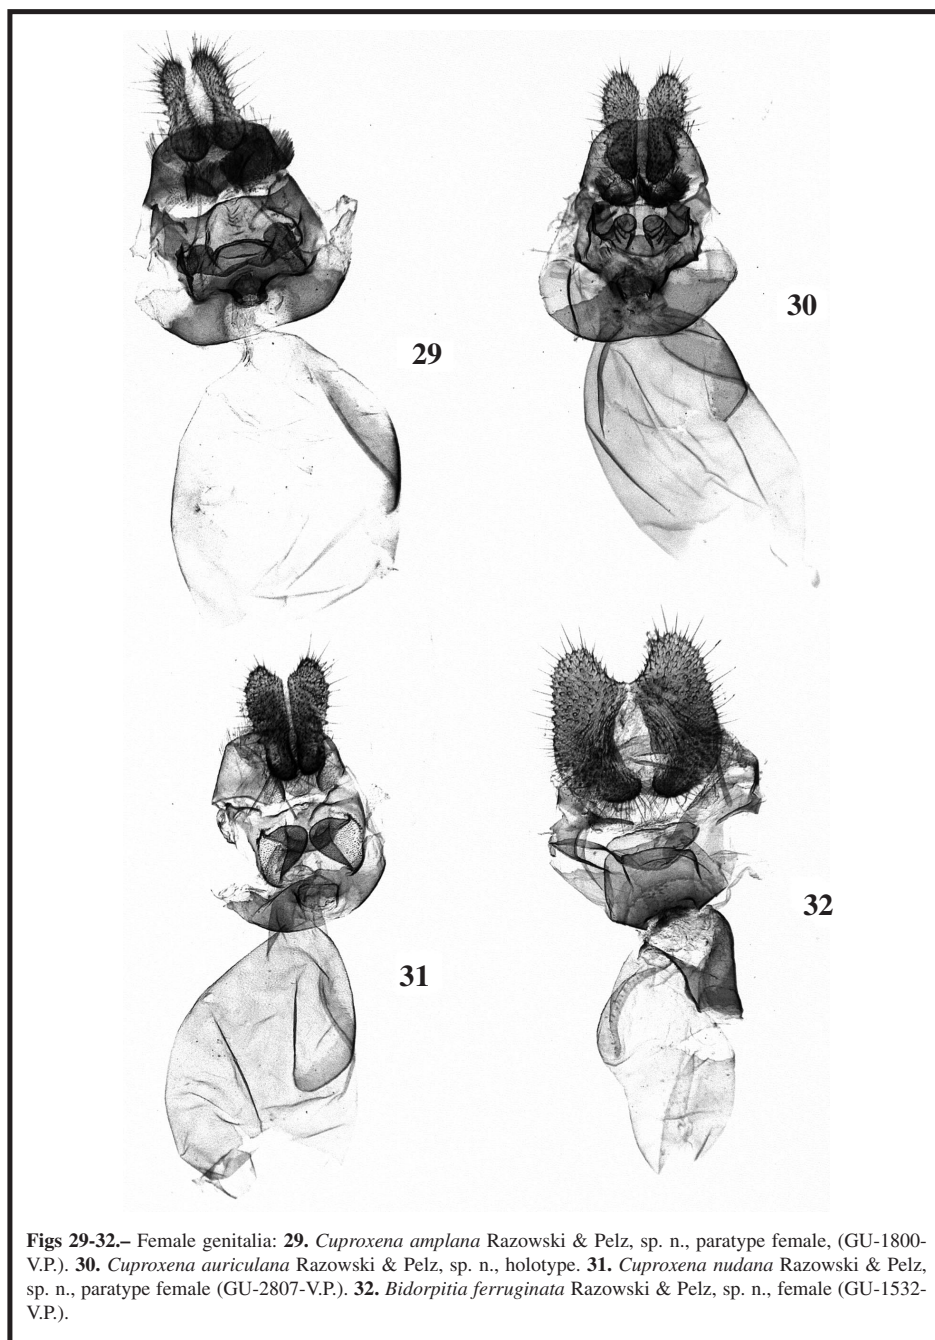 29
30
31
32
Figs 29-32.– Female genitalia: 29. Cuproxena amplana Razowski & Pelz, sp. n., paratype female, (GU-1800-
V.P.). 30. Cuproxena auriculana Razowski & Pelz, sp. n., holotype. 31. Cuproxena nudana Razowski & Pelz,
sp. n., paratype female (GU-2807-V.P.). 32. Bidorpitia ferruginata Razowski & Pelz, sp. n., female (GU-1532-
V.P.).